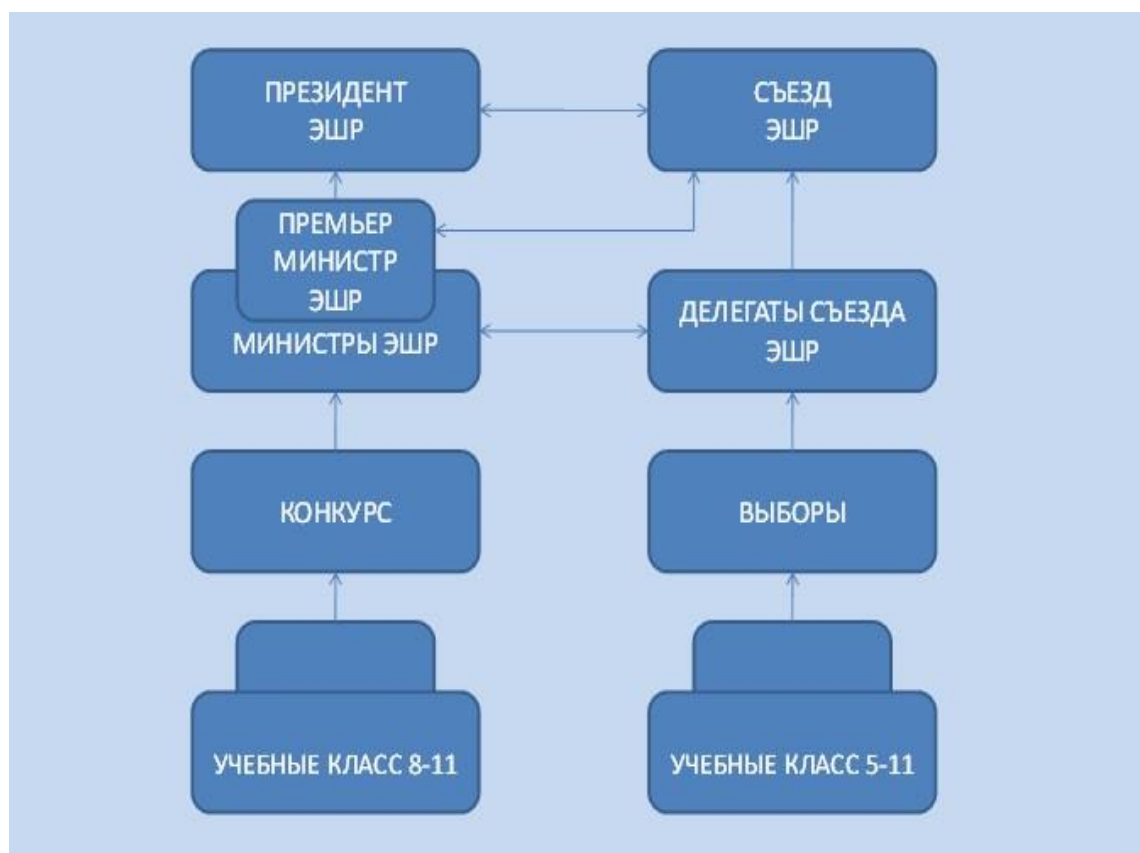 ПРЕЗИДЕНТ
ЭШР
СЪЕЗД
ЭШР
ПРЕМЬЕР
МИНИСТР
ЭШР
МИНИСТРЫ ЭШР
ДЕЛЕГАТЫ СЪЕЗДА
ЭШР
КОНКУРС
ВЫБОРЫ
УЧЕБНЫЕ КЛАСС 8-11
УЧЕБНЫЕ КЛАСС 5-11